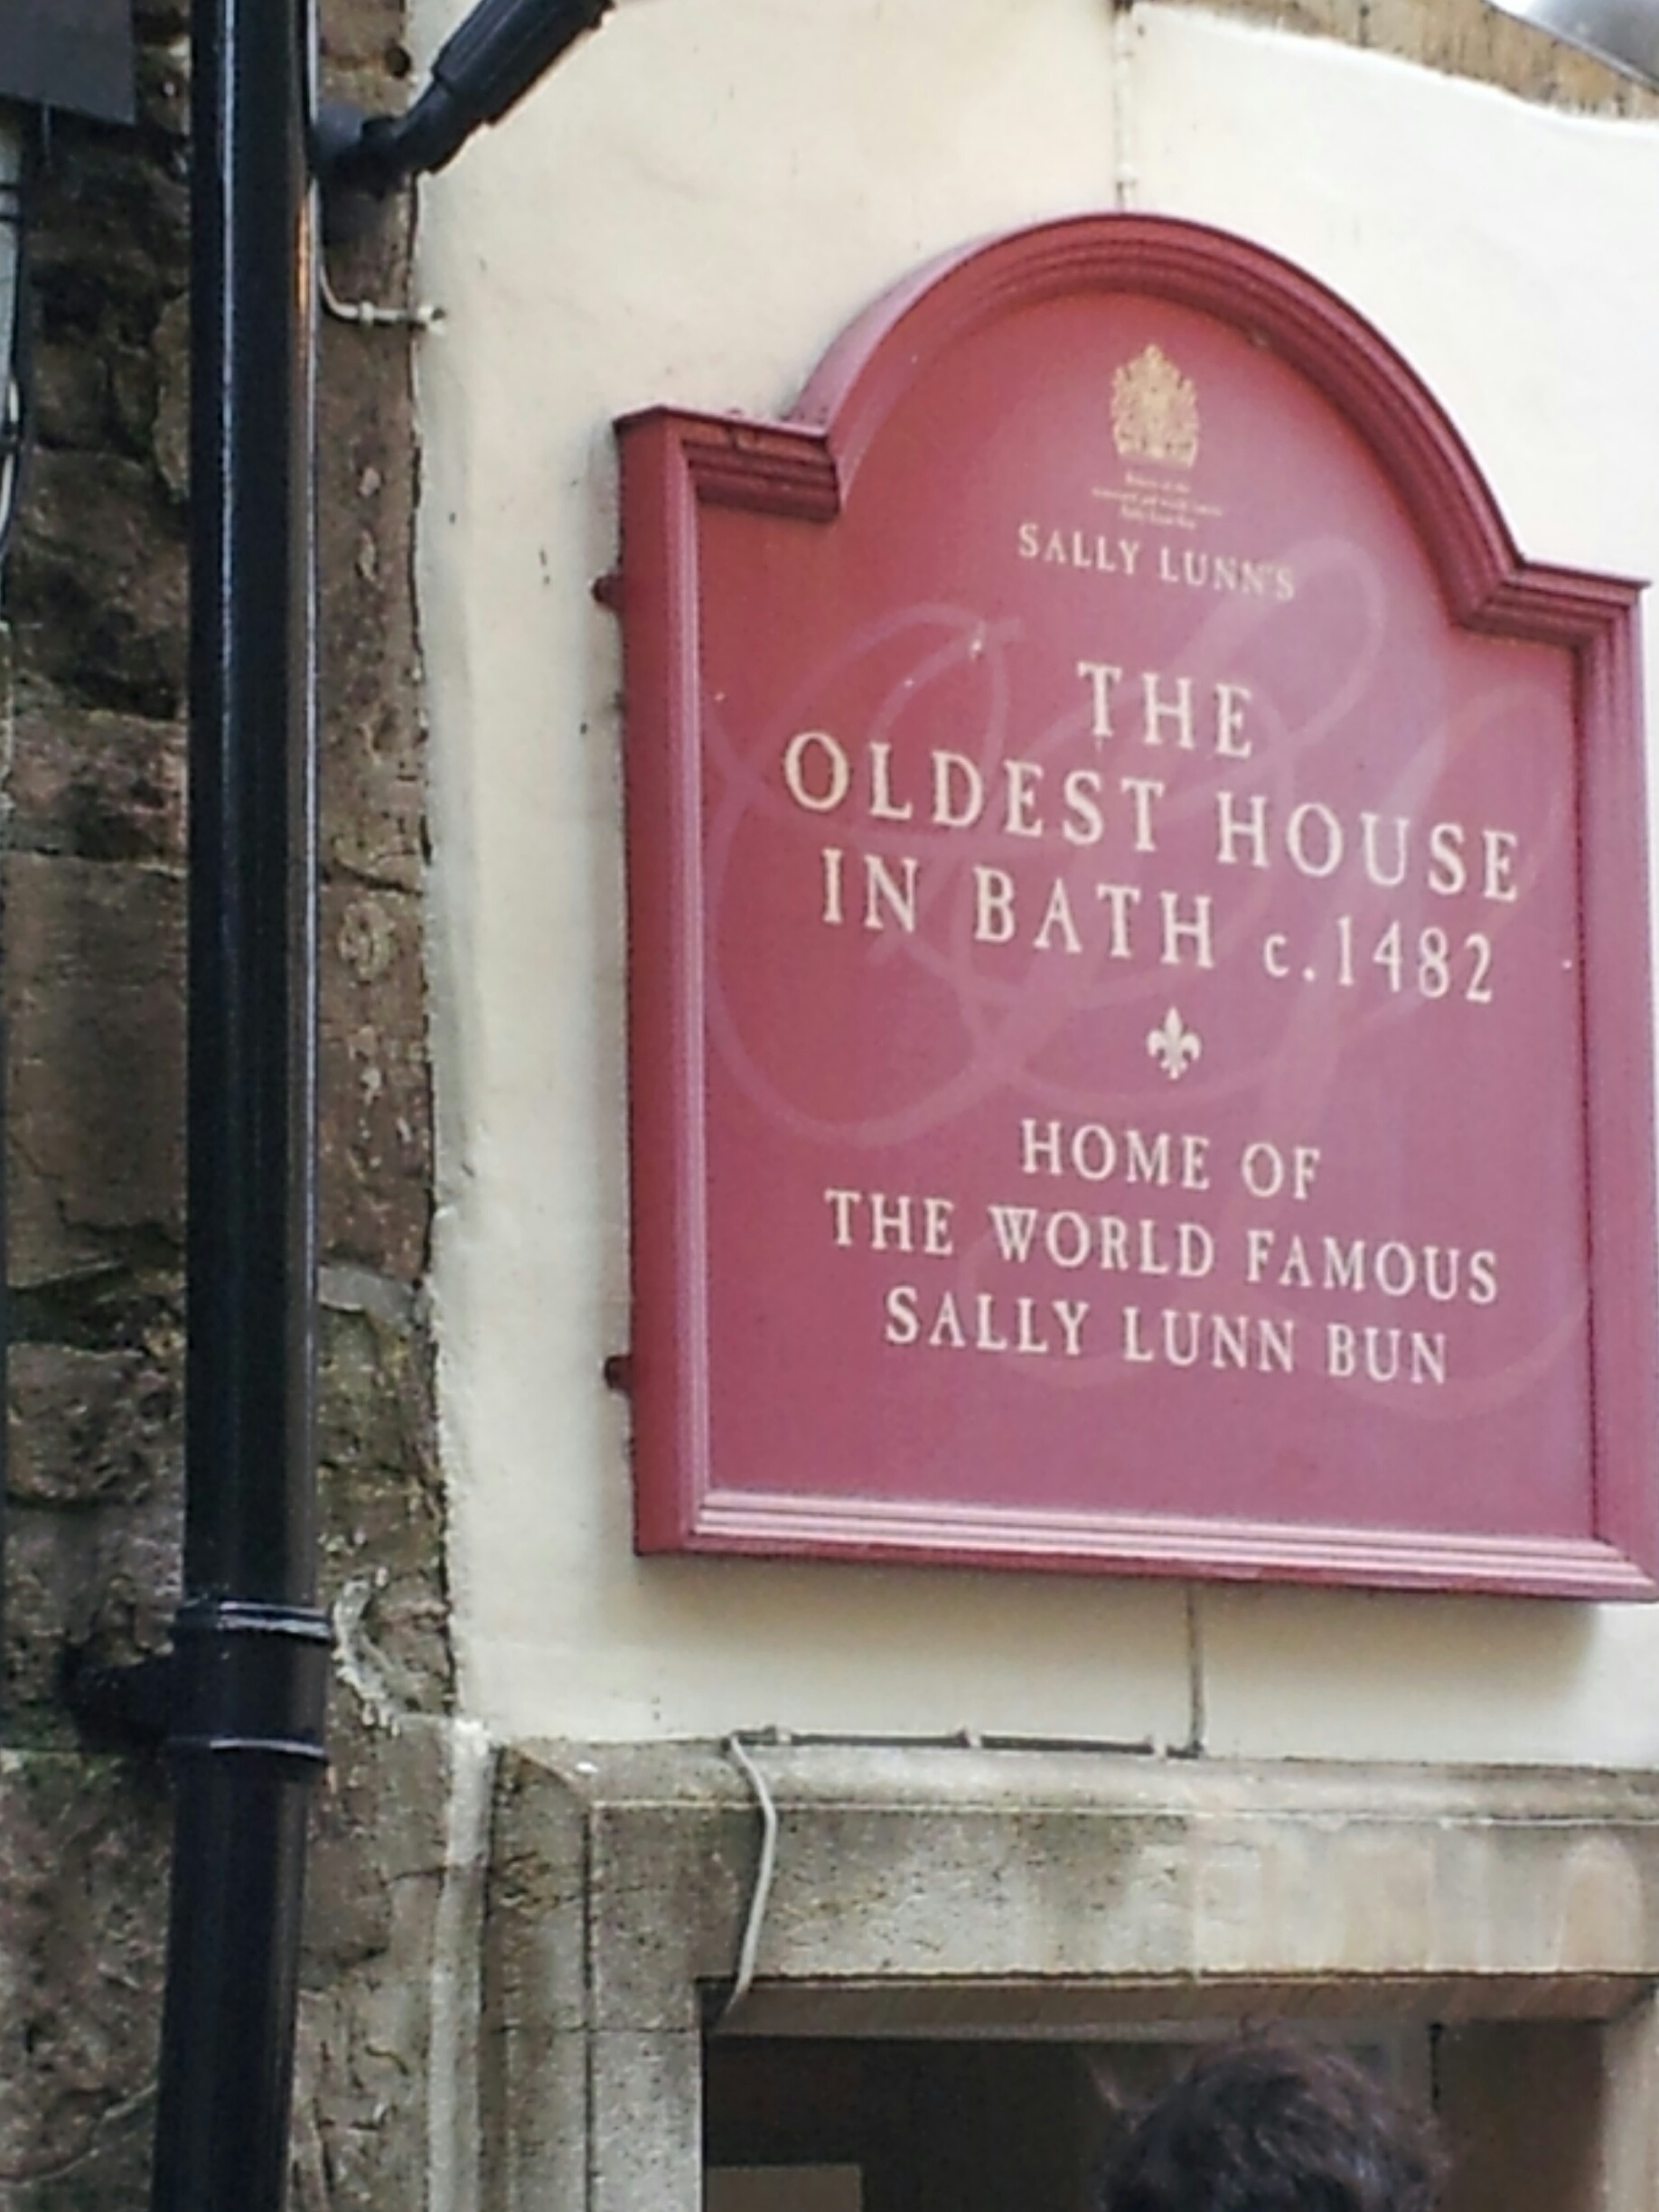 SALLY LUNN'S
THE
OLDEST HOUSE
IN BATH c.1482
HOME OF
THE WORLD FAMOUS
SALLY LUNN BUN